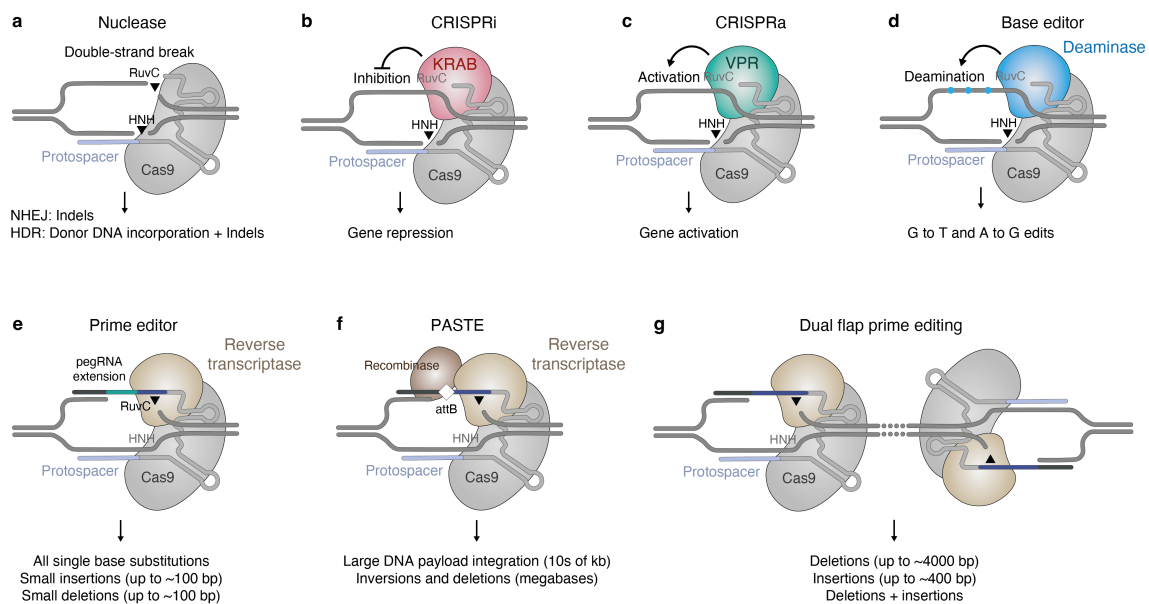 a
Nuclease
Double-strand break
RuvC
HNH
Protospacer
Cas9
NHEJ: Indels
HDR: Donor DNA incorporation + Indels
b
CRISPRi
KRAB
Inhibition
RuvC
HNH
Protospacer
Cas9
Gene repression
c
CRISPRa
VPR
Activation
RuvC
HNH
Protospacer
Cas9
Gene activation
d
Base editor
Deaminase
Deamination
RuvC
HNH
Protospacer
Cas9
G to T and A to G edits
e
Prime editor
Reverse
transcriptase
pegRNA
extension
RuvC
HNH
Protospacer
Cas9
All single base substitutions
Small insertions (up to ~100 bp)
Small deletions (up to ~100 bp)
f
PASTE
Reverse
transcriptase
Recombinase
attB
HNH
Protospacer
Cas9
Large DNA payload integration (10s of kb)
Inversions and deletions (megabases)
g
Dual flap prime editing
HNH
Protospacer
Cas9
Deletions (up to ~4000 bp)
Insertions (up to ~400 bp)
Deletions + insertions